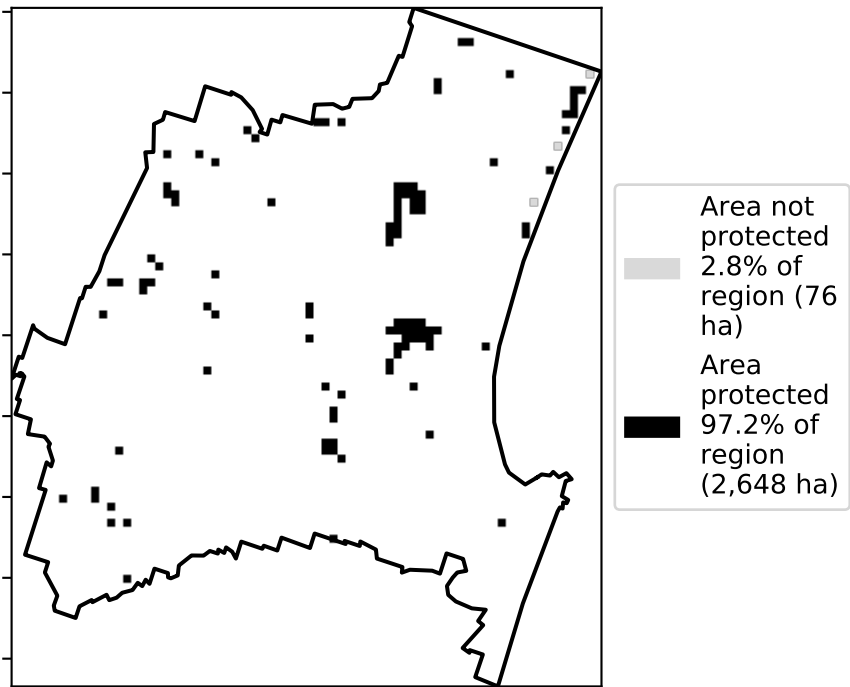 Area not
protected
2.8% of
region (76
ha)
Area
protected
97.2% of
region
(2,648 ha)